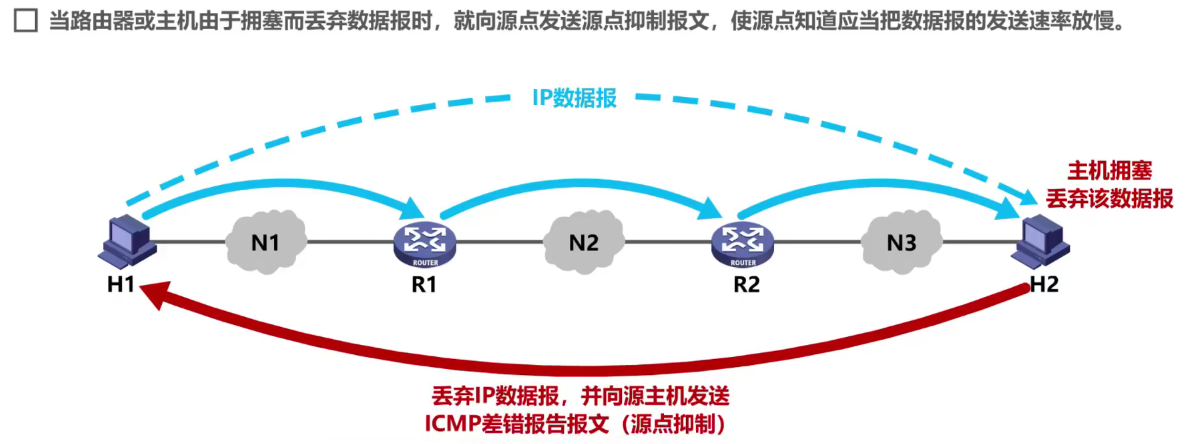 当路由器或主机由于拥塞而丢弃数据报时，就向源点发送源点抑制报文，使源点知道应当把数据报的发送速率放慢。
IP数据报
主机拥塞
丢弃该数据报
N1
N2
N3
ROUTER
ROUTER
H1
R1
R2
H2
丢弃IP数据报，并向源主机发送
ICMP差错报告报文（源点抑制）